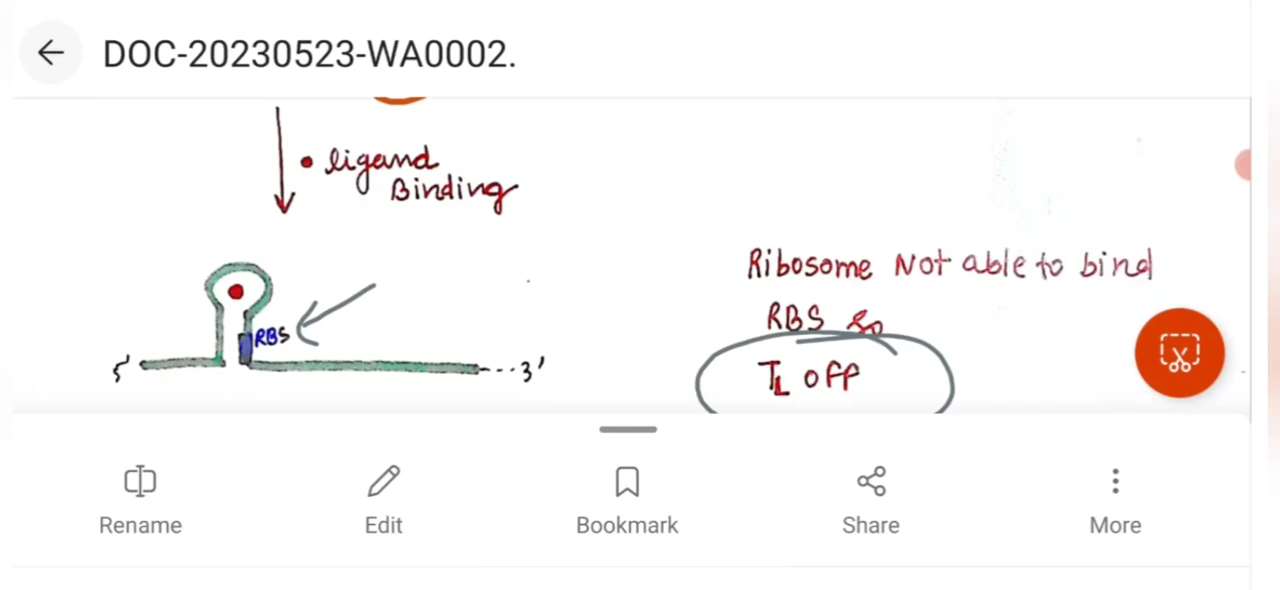 DOC-20230523-WA0002.
• ligand
Binding
RBS
5' ...3'
Ribosome Not able to bind
RBS so
TL OFF
Rename Edit Bookmark Share More